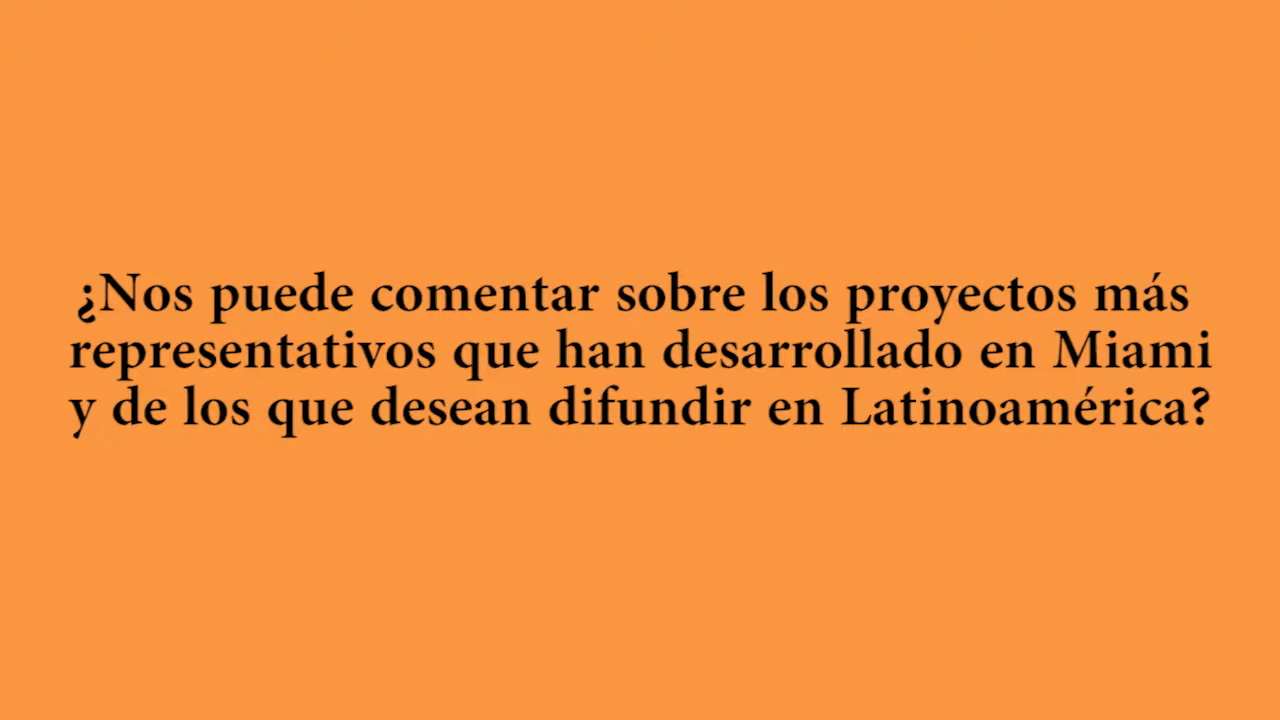 ¿Nos puede comentar sobre los proyectos más
representativos que han desarrollado en Miami
y de los que desean difundir en Latinoamérica?